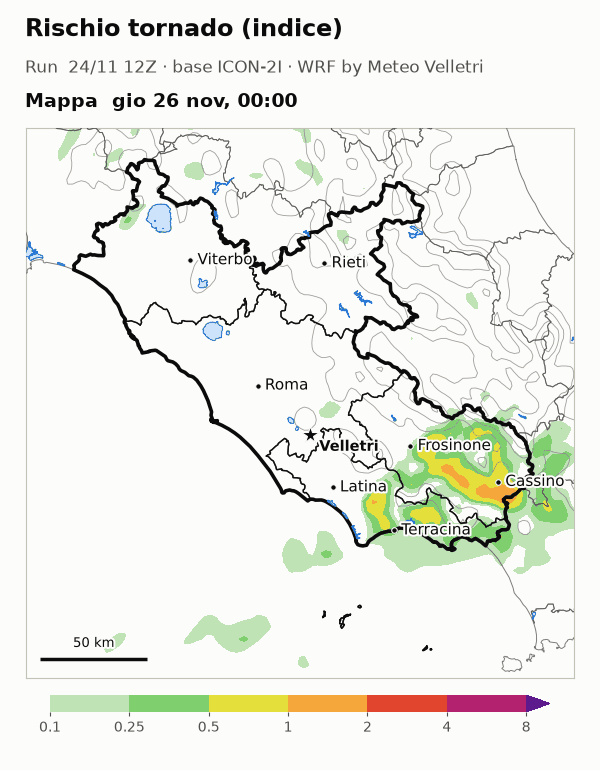 Rischio tornado (indice)
Run  24/11 12Z · base ICON-2I · WRF by Meteo Velletri
Mappa  gio 26 nov, 00:00
Viterbo
Rieti
Roma
Velletri
Frosinone
Cassino
Latina
Terracina
50 km
0.1 0.25 0.5 1 2 4 8